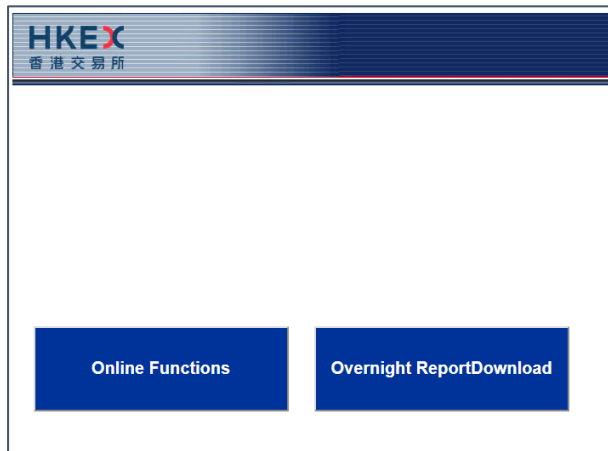 HKEX
香港交易所
Online Functions
Overnight ReportDownload